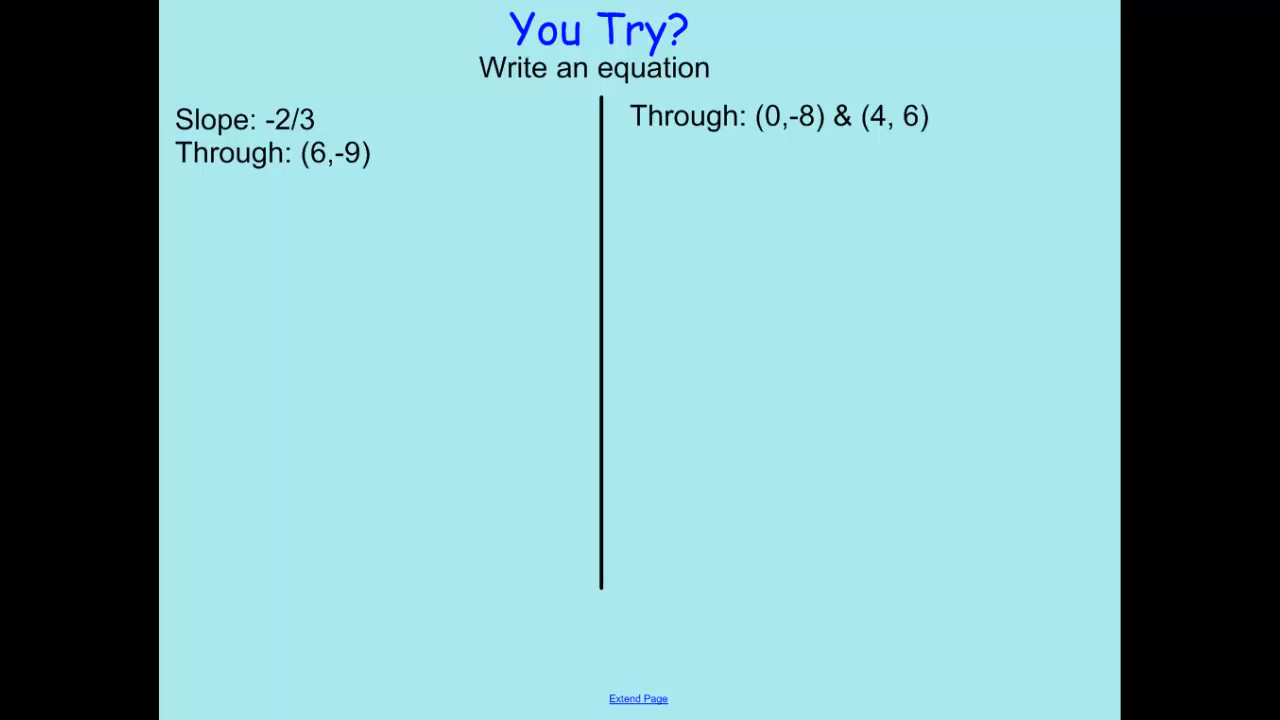 You Try?
Write an equation
Slope: -2/3
Through: (6,-9)
Through: (0,-8) & (4, 6)
Extend Page